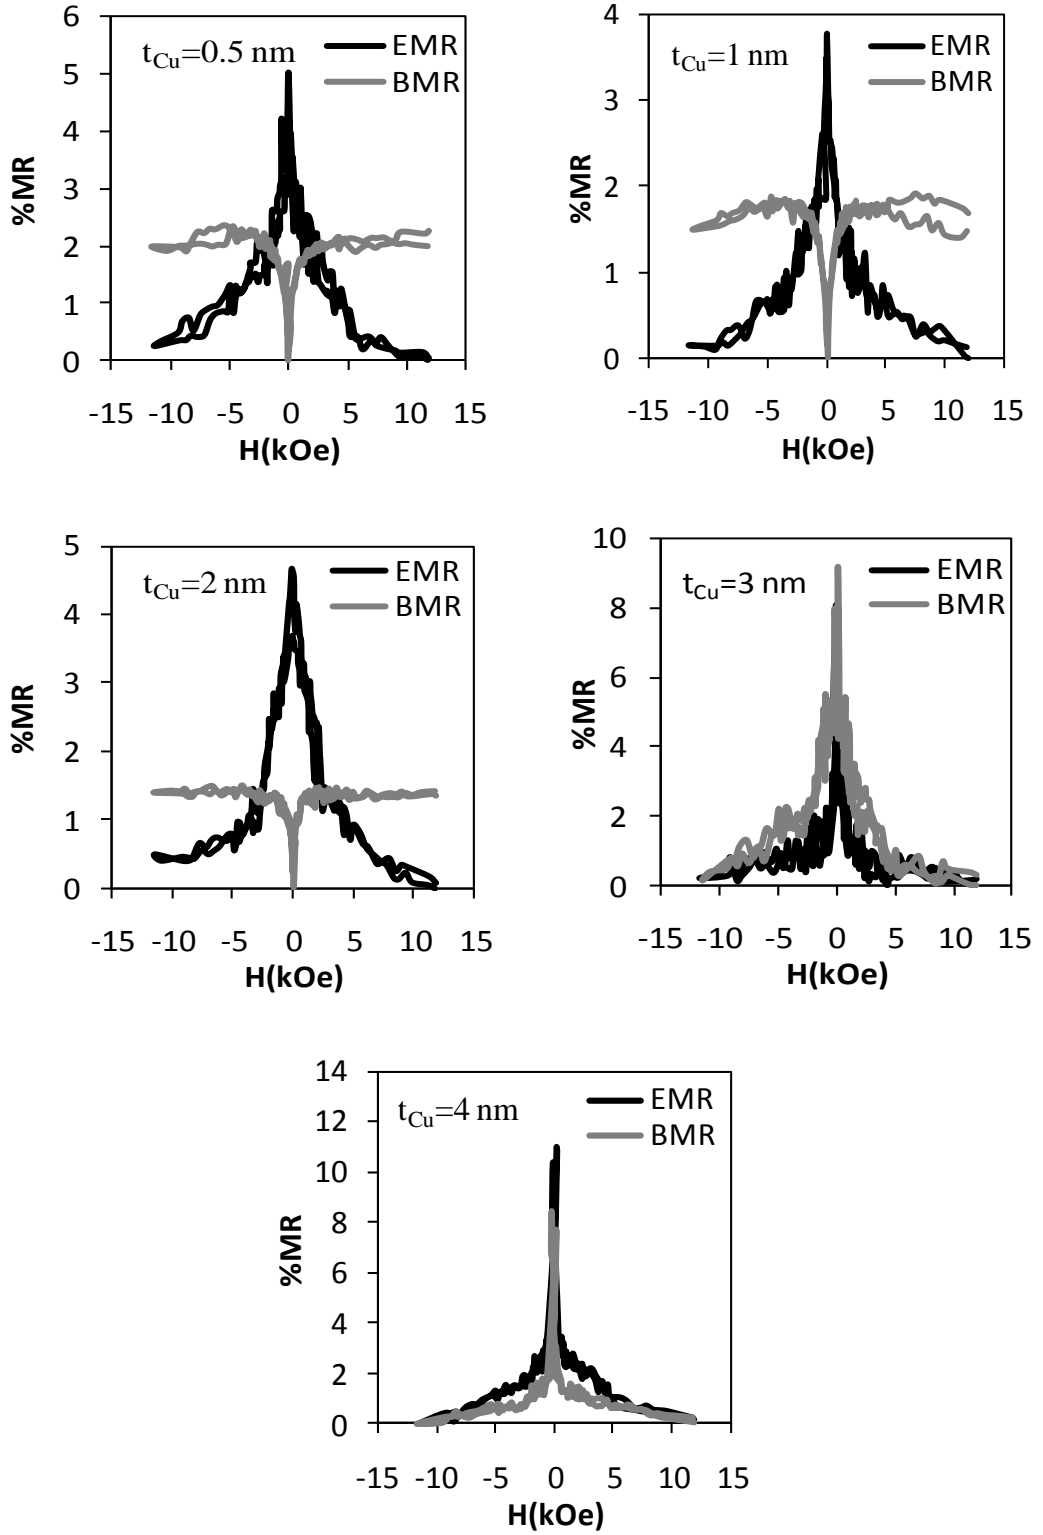 t_Cu=0.5 nm
EMR
BMR
%MR
6
5
4
3
2
1
0
-15 -10 -5 0 5 10 15
H(kOe)
t_Cu=1 nm
EMR
BMR
%MR
4
3
2
1
0
-15 -10 -5 0 5 10 15
H(kOe)
t_Cu=2 nm
EMR
BMR
%MR
5
4
3
2
1
0
-15 -10 -5 0 5 10 15
H(kOe)
t_Cu=3 nm
EMR
BMR
%MR
10
8
6
4
2
0
-15 -10 -5 0 5 10 15
H(kOe)
t_Cu=4 nm
EMR
BMR
%MR
14
12
10
8
6
4
2
0
-15 -10 -5 0 5 10 15
H(kOe)